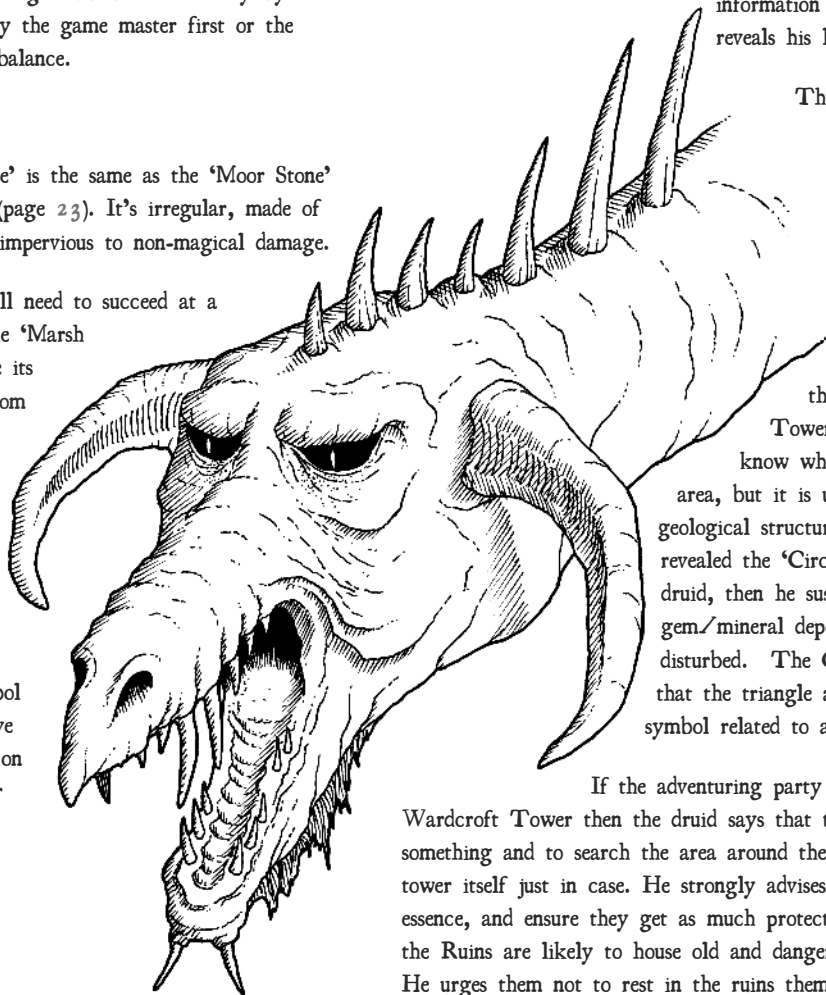 y the game master first or the
balance.
e’ is the same as the ‘Moor Stone’
(page 23). It’s irregular, made of
impervious to non-magical damage.
ll need to succeed at a
e ‘Marsh
its
om
ool
ve
on
information
reveals his
Th
th
Tower
know wh
area, but it is u
geological structur
revealed the ‘Circ
druid, then he sus
gem/mineral dep
disturbed. The
that the triangle a
symbol related to a
If the adventuring party
Wardcroft Tower then the druid says that t
something and to search the area around the
tower itself just in case. He strongly advises
essence, and ensure they get as much protect
the Ruins are likely to house old and danger
He urges them not to rest in the ruins them